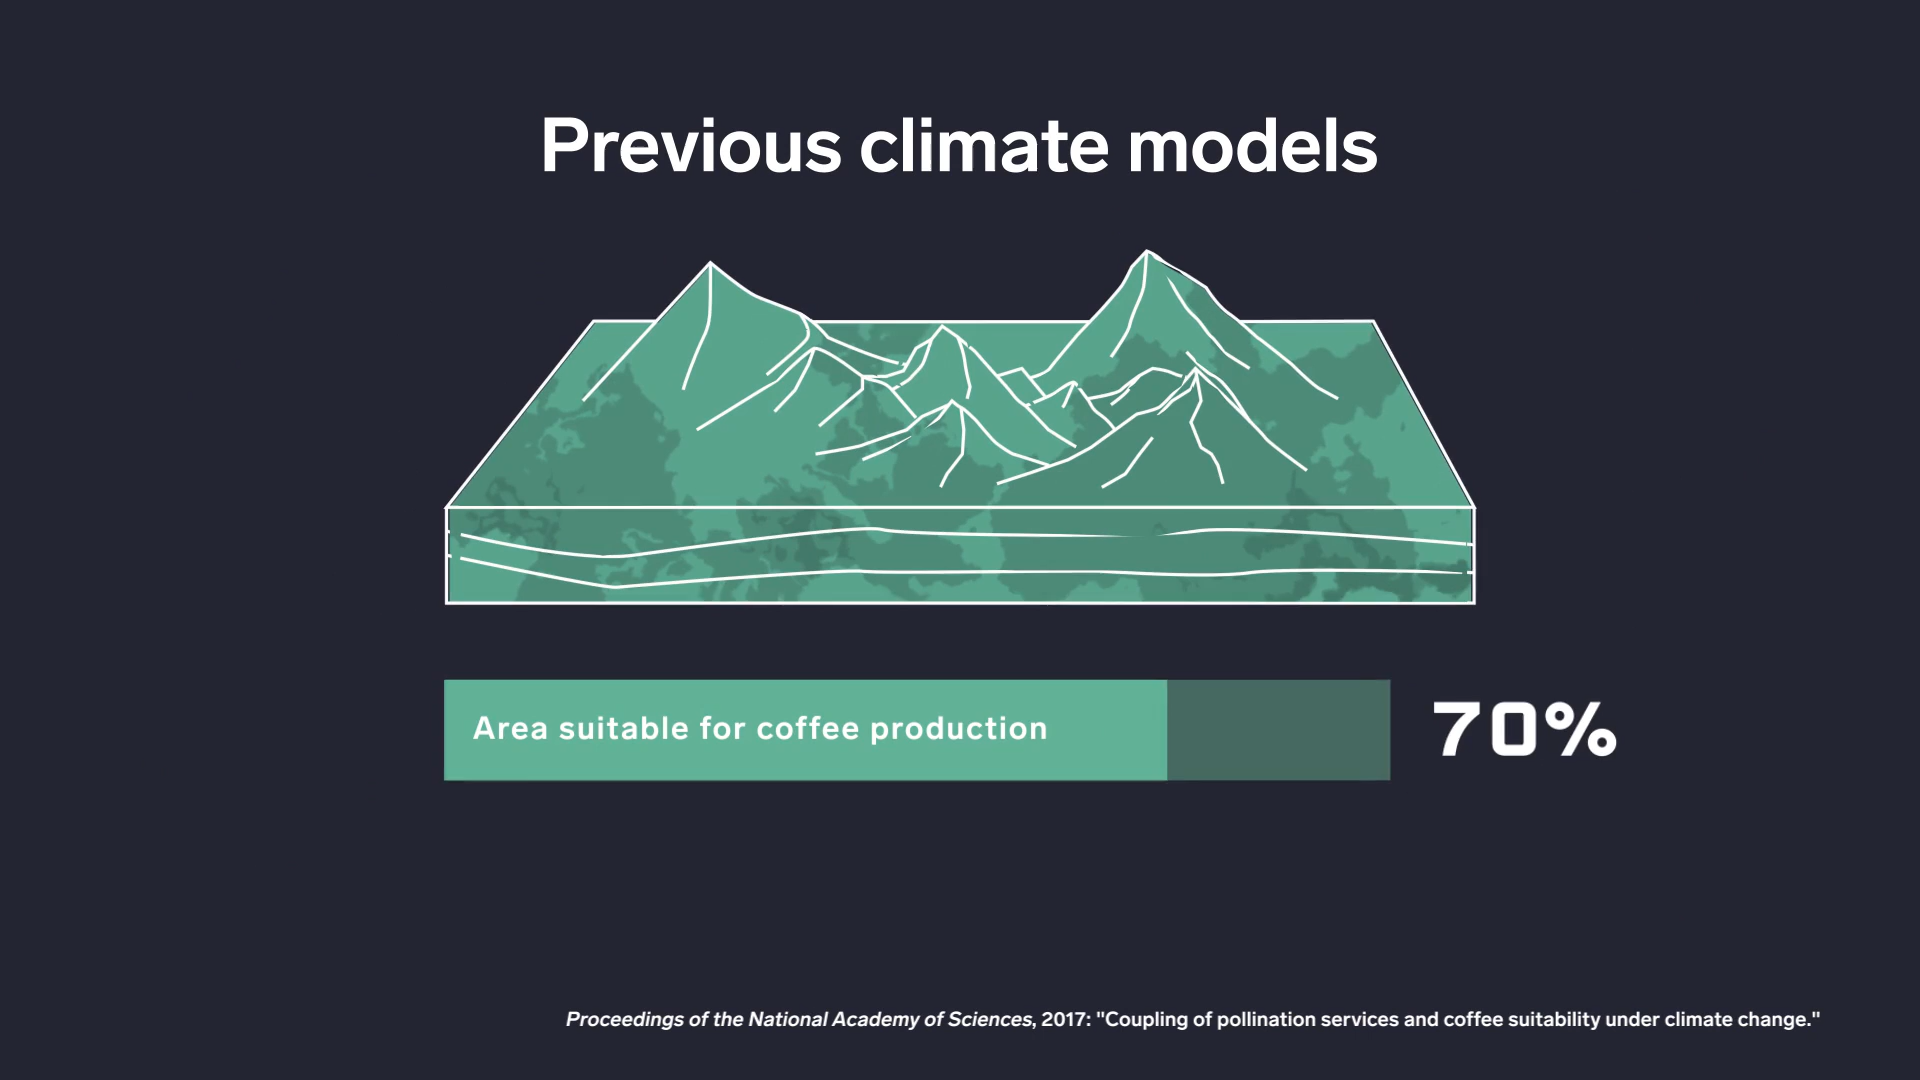 Previous climate models
Area suitable for coffee production
70%
Proceedings of the National Academy of Sciences, 2017: "Coupling of pollination services and coffee suitability under climate change."